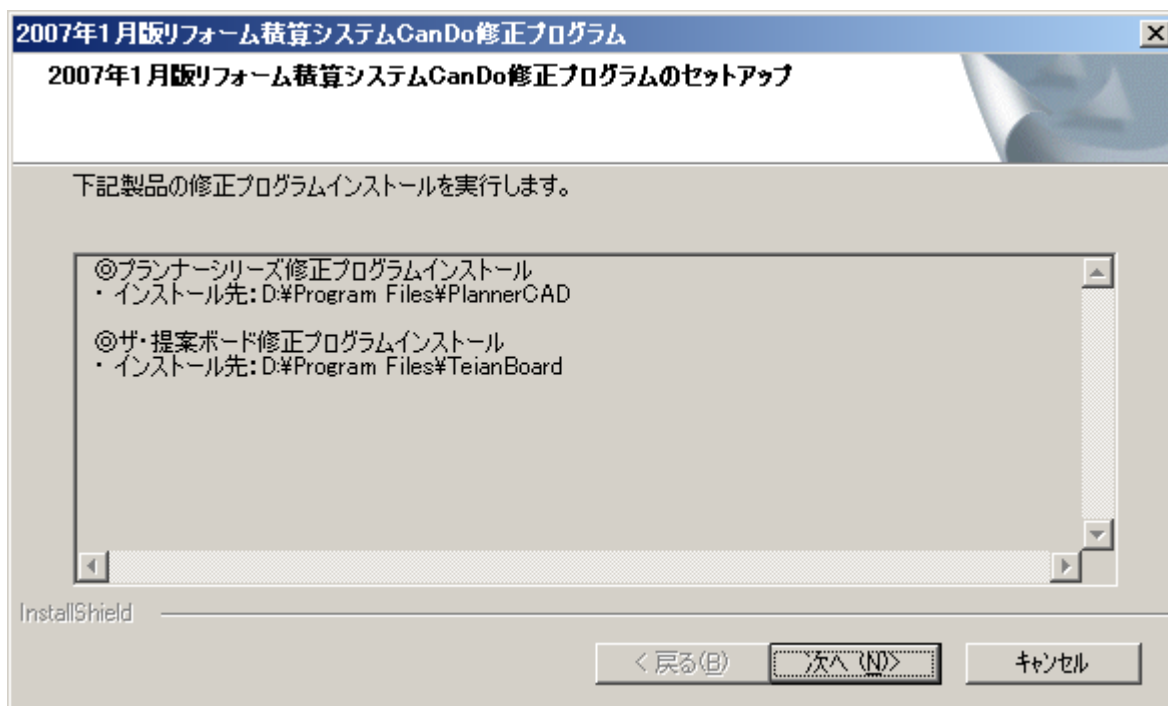 2007年1月版リフォーム積算システムCanDo修正プログラム
2007年1月版リフォーム積算システムCanDo修正プログラムのセットアップ
下記製品の修正プログラムインストールを実行します。
◎プランナーシリーズ修正プログラムインストール
・インストール先：D:¥Program Files¥PlannerCAD
◎ザ・提案ボード修正プログラムインストール
・インストール先：D:¥Program Files¥TeianBoard
InstallShield
< 戻る(B)
次へ (N)>
キャンセル